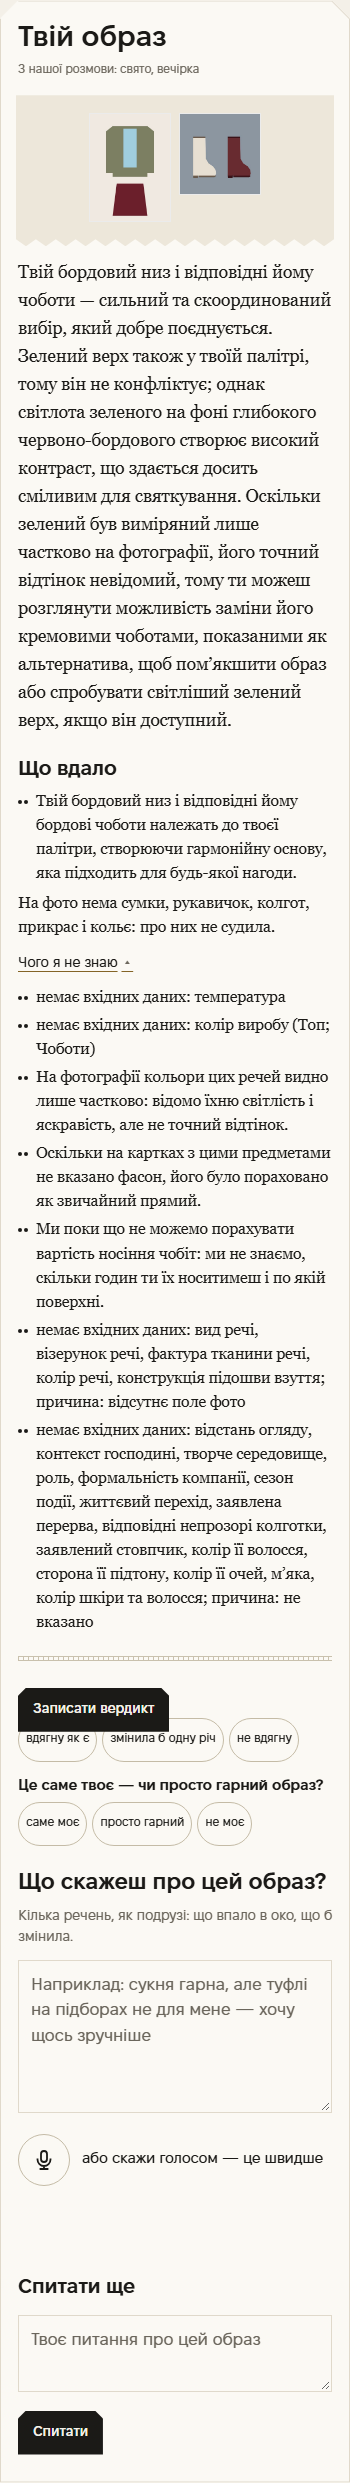 Твій образ
З нашої розмови: свято, вечірка
Твій бордовий низ і відповідні йому
чоботи — сильний та скоординований
вибір, який добре поєднується.
Зелений верх також у твоїй палітрі,
тому він не конфліктує; однак
світлота зеленого на фоні глибокого
червоно-бордового створює високий
контраст, що здається досить
сміливим для святкування. Оскільки
зелений був виміряний лише
частково на фотографії, його точний
відтінок невідомий, тому ти можеш
розглянути можливість заміни його
кремовими чоботами, показаними як
альтернатива, щоб пом’якшити образ
або спробувати світліший зелений
верх, якщо він доступний.
Що вдало
•• Твій бордовий низ і відповідні йому
бордові чоботи належать до твоєї
палітри, створюючи гармонійну основу,
яка підходить для будь-якої нагоди.
На фото нема сумки, рукавичок, колгот,
прикрас і кольє: про них не судила.
Чого я не знаю
•• немає вхідних даних: температура
•• немає вхідних даних: колір виробу (Топ;
Чоботи)
•• На фотографії кольори цих речей видно
лише частково: відомо їхню світлість і
яскравість, але не точний відтінок.
•• Оскільки на картках з цими предметами
не вказано фасон, його було пораховано
як звичайний прямий.
•• Ми поки що не можемо порахувати
вартість носіння чобіт: ми не знаємо,
скільки годин ти їх носитимеш і по якій
поверхні.
•• немає вхідних даних: вид речі,
візерунок речі, фактура тканини речі,
колір речі, конструкція підошви взуття;
причина: відсутнє поле фото
•• немає вхідних даних: відстань огляду,
контекст господині, творче середовище,
роль, формальність компанії, сезон
події, життєвий перехід, заявлена
перерва, відповідні непрозорі колготки,
заявлений стовпчик, колір її волосся,
сторона її підтону, колір її очей, м’яка,
колір шкіри та волосся; причина: не
вказано
Записати вердикт
вдягну як є змінила б одну річ не вдягну
Це саме твоє — чи просто гарний образ?
саме моє просто гарний не моє
Що скажеш про цей образ?
Кілька речень, як подрузі: що впало в око, що б
змінила.
Наприклад: сукня гарна, але туфлі
на підборах не для мене — хочу
щось зручніше
або скажи голосом — це швидше
Спитати ще
Твоє питання про цей образ
Спитати